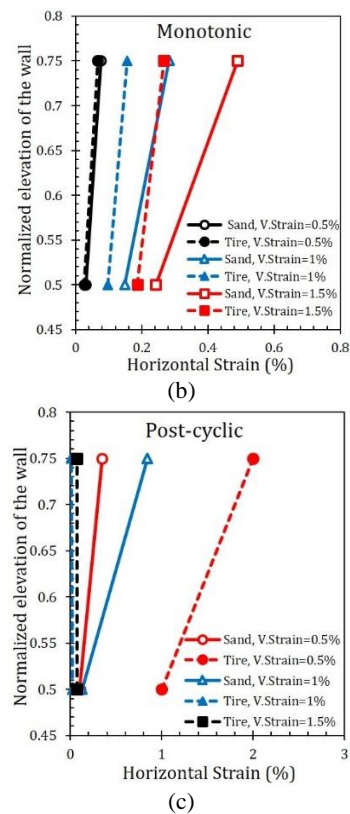 Monotonic
0.8
0.75
0.7
0.65
0.6
0.55
0.5
0.45
Normalized elevation of the wall
Sand, V.Strain=0.5%
Tire, V.Strain=0.5%
Sand, V.Strain=1%
Tire, V.Strain=1%
Sand, V.Strain=1.5%
Tire, V.Strain=1.5%
0 0.2 0.4 0.6 0.8
Horizontal Strain (%)
(b)
Post-cyclic
0.8
0.75
0.7
0.65
0.6
0.55
0.5
0.45
Normalized elevation of the wall
Sand, V.Strain=0.5%
Tire, V.Strain=0.5%
Sand, V.Strain=1%
Tire, V.Strain=1%
Tire, V.Strain=1.5%
0 1 2 3
Horizontal Strain (%)
(c)